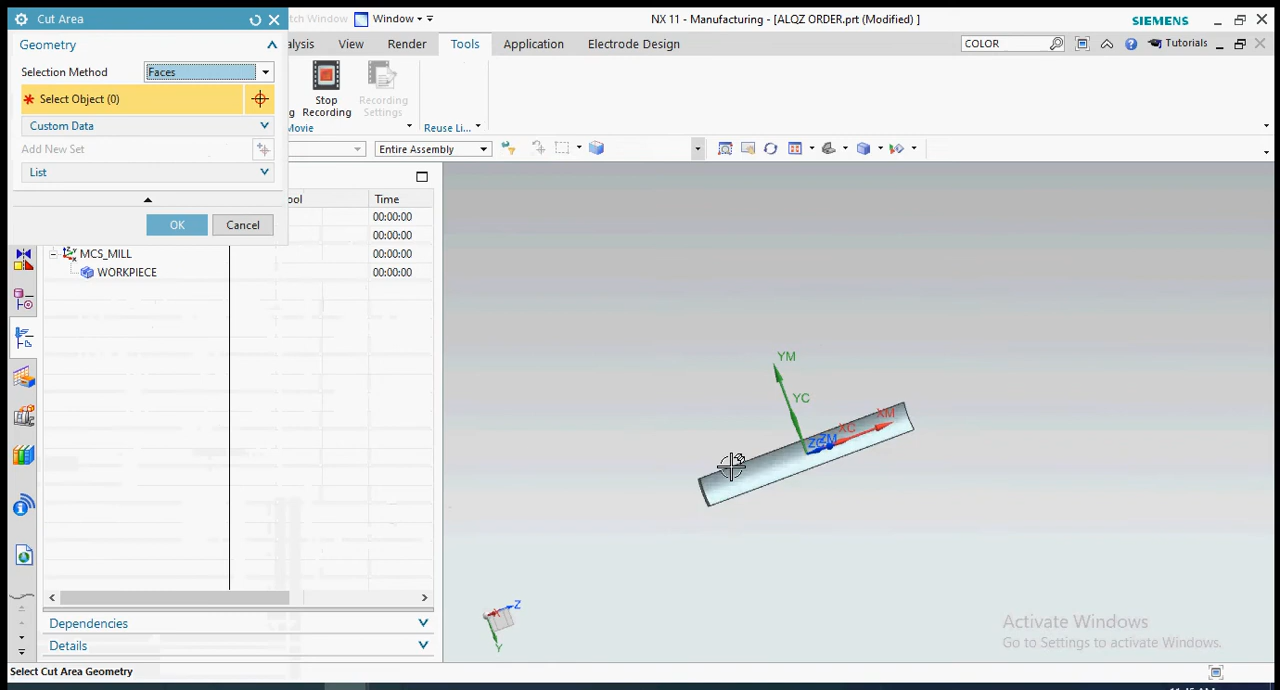 Cut Area
tch Window
Window
NX 11 - Manufacturing - [ALQZ ORDER.prt (Modified) ]
SIEMENS
Geometry
alysis
View
Render
Tools
Application
Electrode Design
COLOR
Tutorials
Selection Method
Faces
* Select Object (0)
Stop
Recording
Recording
Settings
Custom Data
Movie
Reuse Li...
Add New Set
Entire Assembly
List
ool
Time
00:00:00
OK
Cancel
00:00:00
MCS_MILL
00:00:00
WORKPIECE
00:00:00
YM
YC
XM
XC
ZC
ZM
Z
X
Y
Activate Windows
Go to Settings to activate Windows.
Dependencies
Details
Select Cut Area Geometry